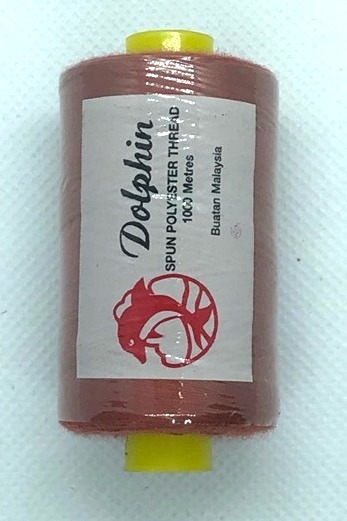 Dolphin
SPUN POLYESTER THREAD
1000 Metres
Buatan Malaysia